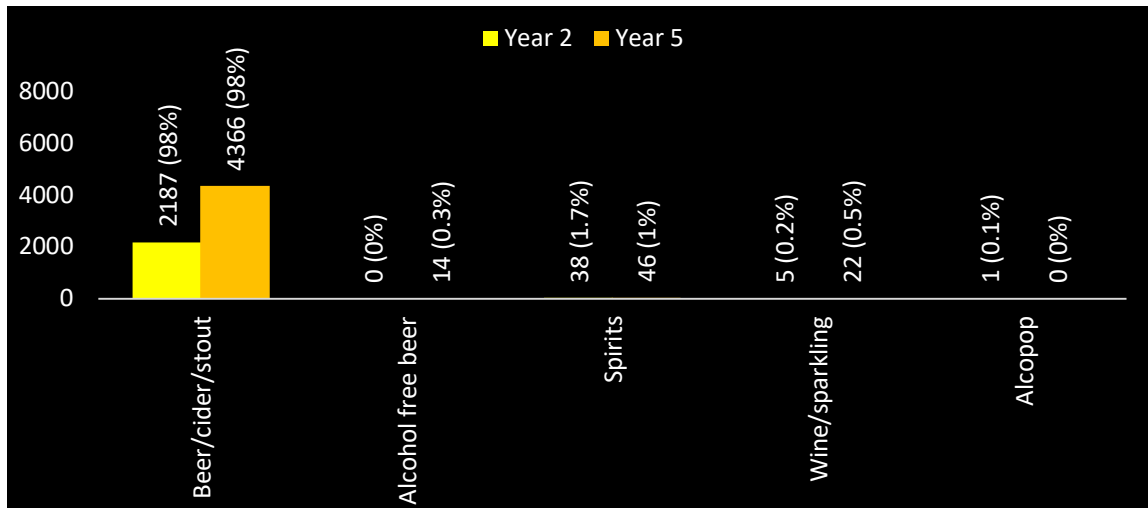 Year 2 Year 5
8000
6000
4000
2000
0
2187 (98%)
4366 (98%)
0 (0%)
14 (0.3%)
38 (1.7%)
46 (1%)
5 (0.2%)
22 (0.5%)
1 (0.1%)
0 (0%)
Beer/cider/stout
Alcohol free beer
Spirits
Wine/sparkling
Alcopop